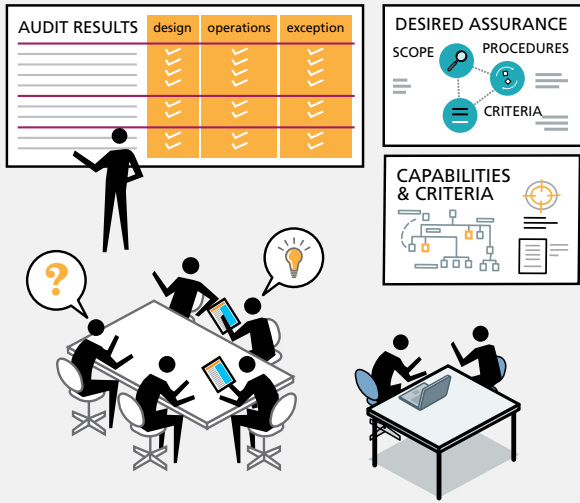 AUDIT RESULTS design operations exception
DESIRED ASSURANCE
SCOPE PROCEDURES
CRITERIA
CAPABILITIES
& CRITERIA
?